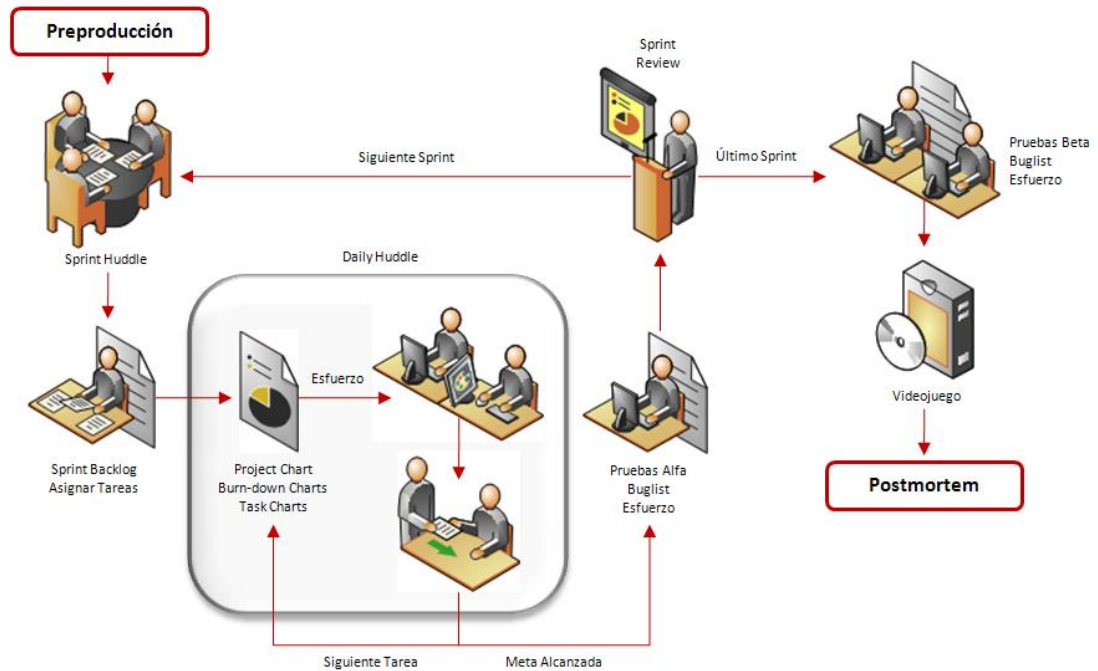 Preproducción
Sprint
Review
Pruebas Beta
Buglist
Esfuerzo
Siguiente Sprint
Último Sprint
Sprint Huddle
Daily Huddle
Esfuerzo
Videojuego
Sprint Backlog
Asignar Tareas
Project Chart
Burn-down Charts
Task Charts
Pruebas Alfa
Buglist
Esfuerzo
Postmortem
Siguiente Tarea
Meta Alcanzada